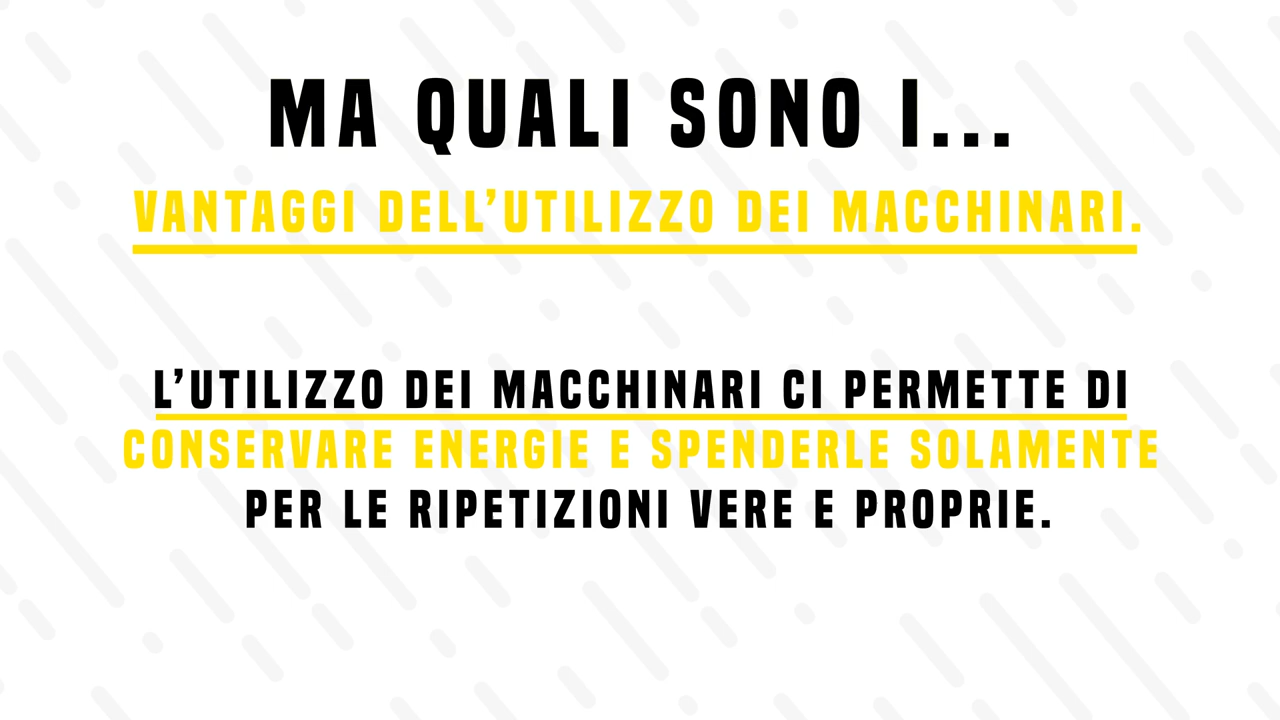 MA QUALI SONO I...
VANTAGGI DELL'UTILIZZO DEI MACCHINARI.
L'UTILIZZO DEI MACCHINARI CI PERMETTE DI
CONSERVARE ENERGIE E SPENDERLE SOLAMENTE
PER LE RIPETIZIONI VERE E PROPRIE.